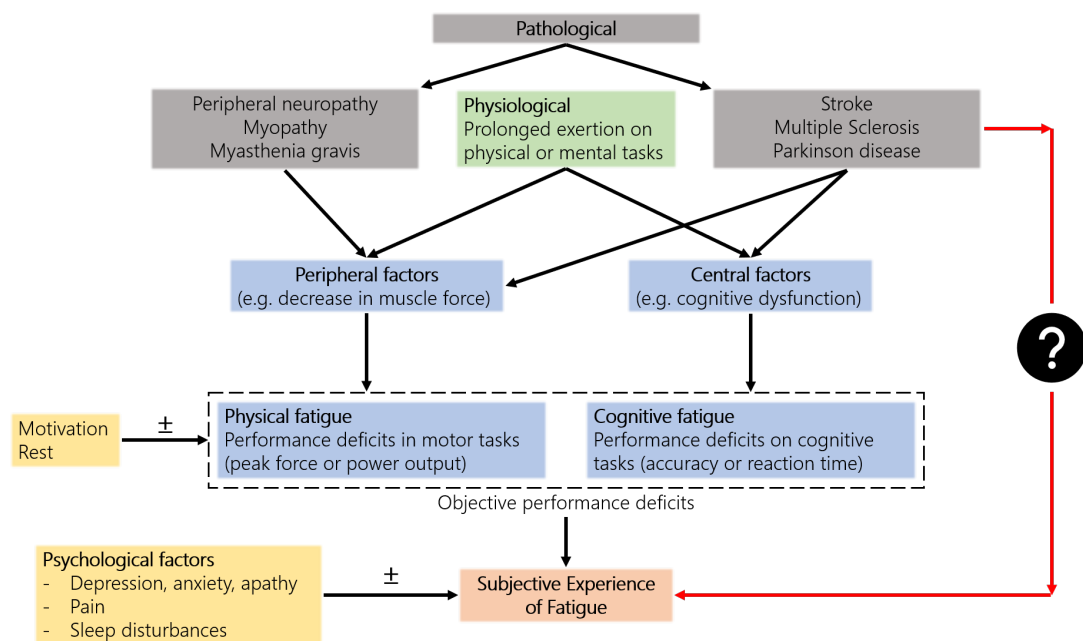 Pathological
Peripheral neuropathy
Myopathy
Myasthenia gravis
Physiological
Prolonged exertion on
physical or mental tasks
Stroke
Multiple Sclerosis
Parkinson disease
Peripheral factors
(e.g. decrease in muscle force)
Central factors
(e.g. cognitive dysfunction)
?
Motivation
Rest
±
Physical fatigue
Performance deficits in motor tasks
(peak force or power output)
Cognitive fatigue
Performance deficits on cognitive
tasks (accuracy or reaction time)
Objective performance deficits
Psychological factors
- Depression, anxiety, apathy
- Pain
- Sleep disturbances
±
Subjective Experience
of Fatigue